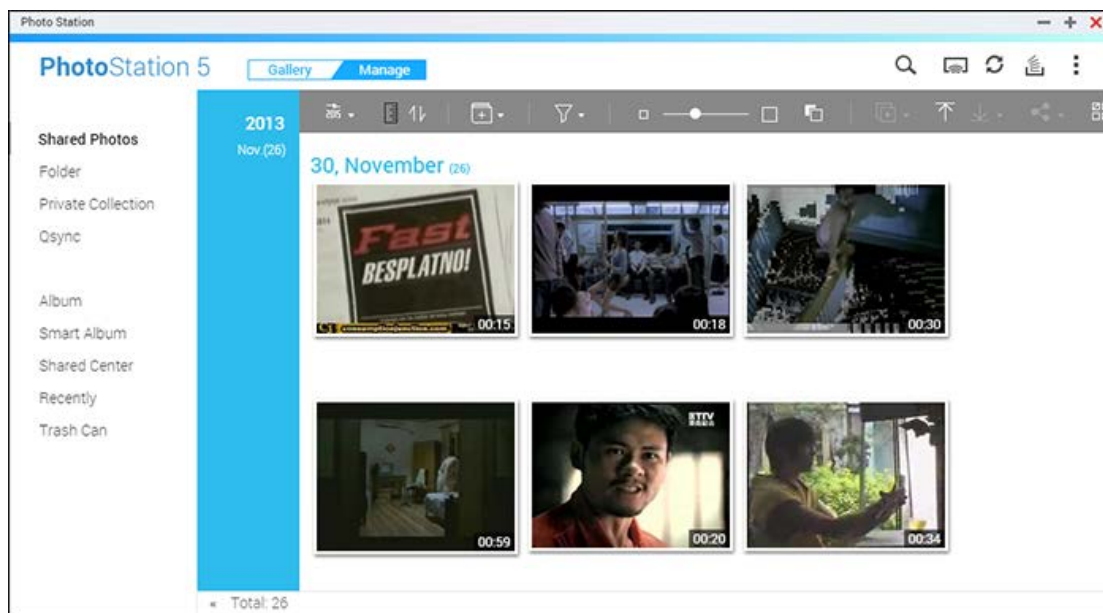 Photo Station
PhotoStation 5
Gallery
Manage
Shared Photos
Folder
Private Collection
Qsync
Album
Smart Album
Shared Center
Recently
Trash Can
2013
Nov.(26)
30, November (26)
Fast
BESPLATNO!
00:15
00:18
00:30
00:59
ETTV
00:20
00:34
« Total: 26